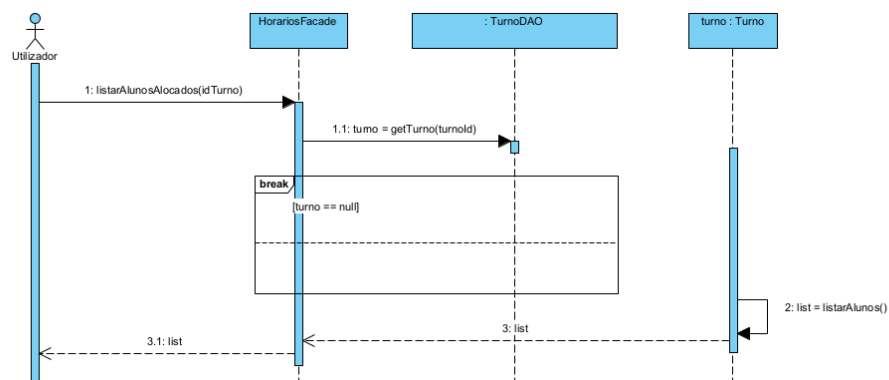 HorariosFacade
: TurnoDAO
turno : Turno
Utilizador
1: listarAlunosAlocados(idTurno)
1.1: turno = getTurno(turnoId)
break
[turno == null]
2: list = listarAlunos()
3: list
3.1: list